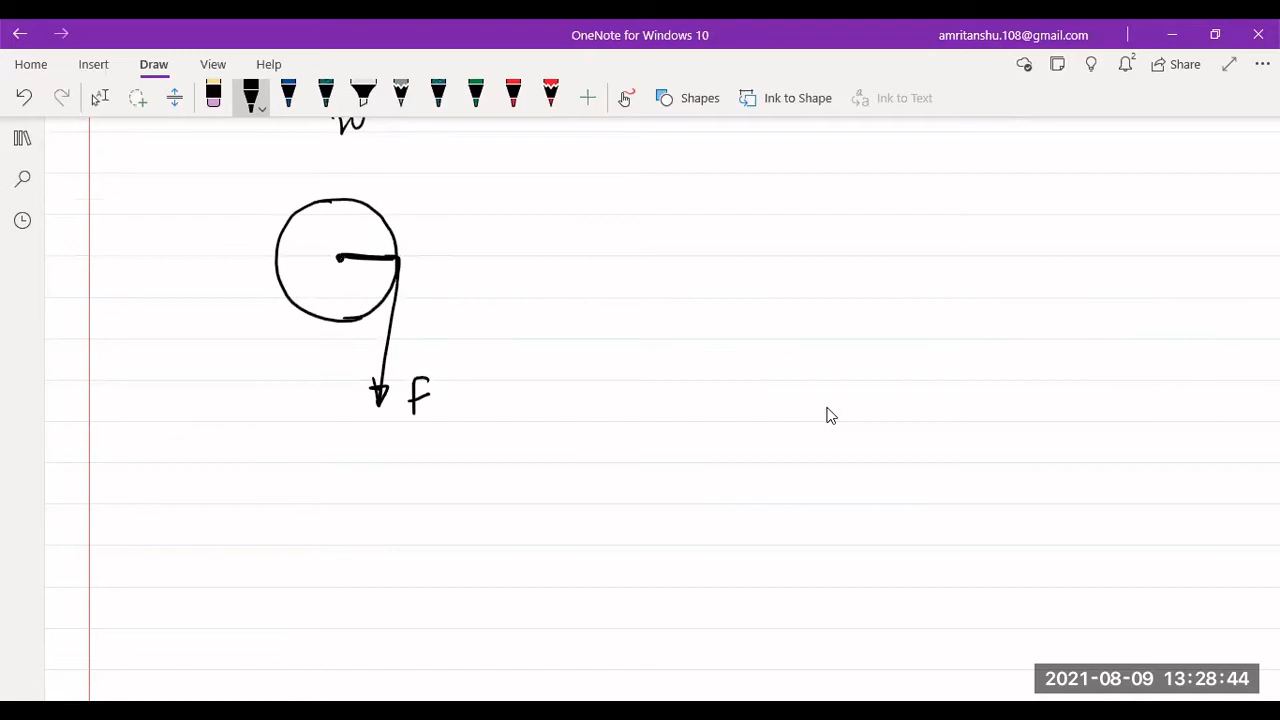 OneNote for Windows 10
amritanshu.108@gmail.com
Home Insert Draw View Help
2 Share
Shapes Ink to Shape Ink to Text
F
2021-08-09 13:28:44